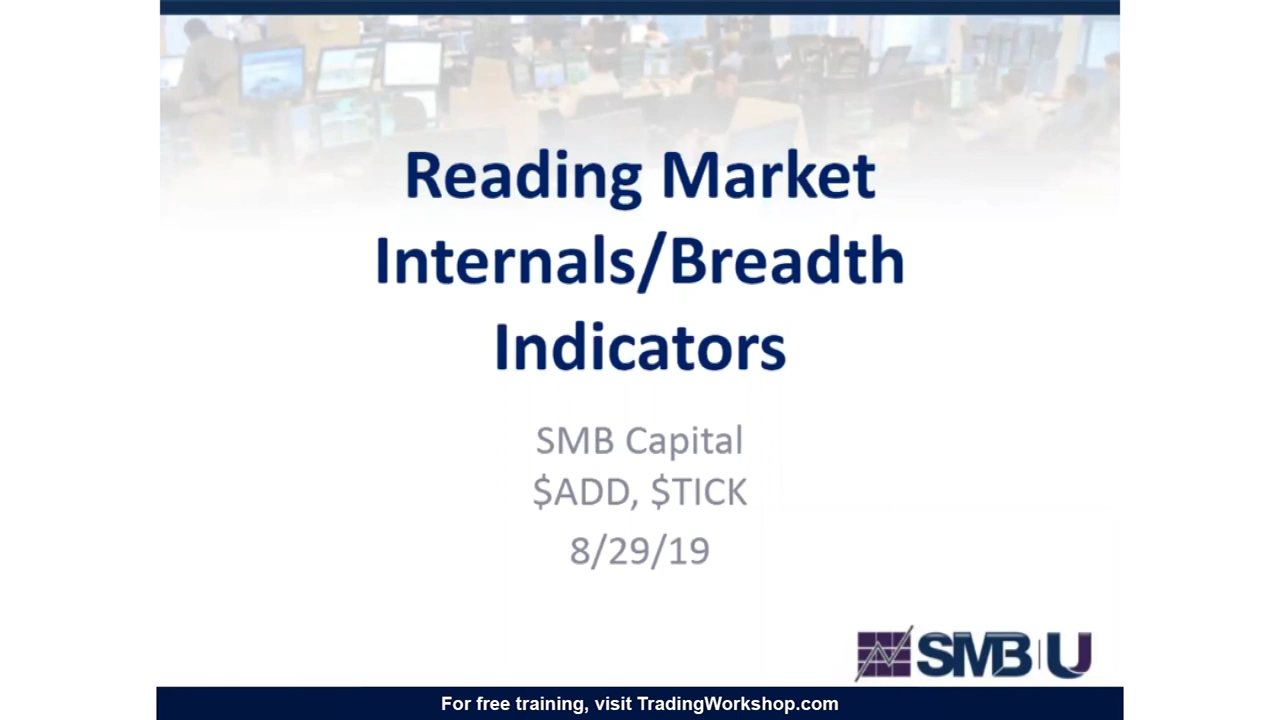 Reading Market
Internals/Breadth
Indicators
SMB Capital
$ADD, $TICK
8/29/19
SMB U
For free training, visit TradingWorkshop.com